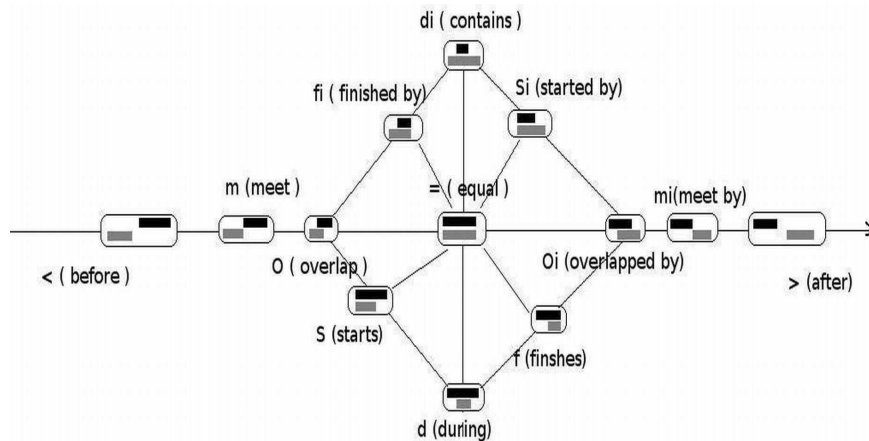 di ( contains )
fi ( finished by)
Si (started by)
m (meet )
= ( equal )
mi(meet by)
< ( before )
O ( overlap )
Oi (overlapped by)
> (after)
S (starts)
f (finshes)
d (during)